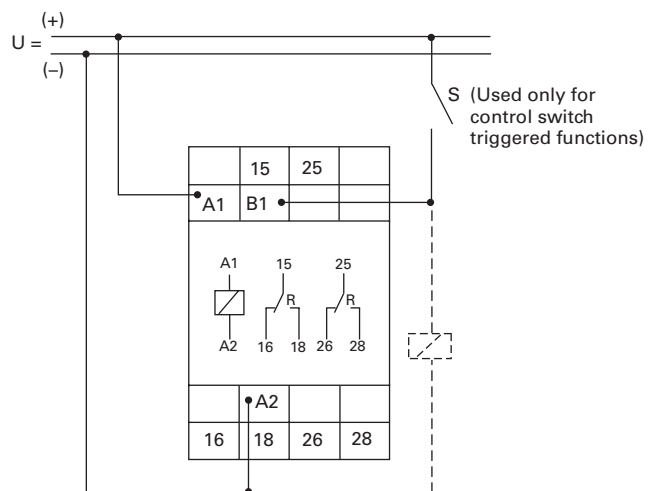 (+)
U =
(–)
S (Used only for
control switch
triggered functions)
15 25
A1 B1
A1 15 25
R R
A2 16 18 26 28
A2
16 18 26 28